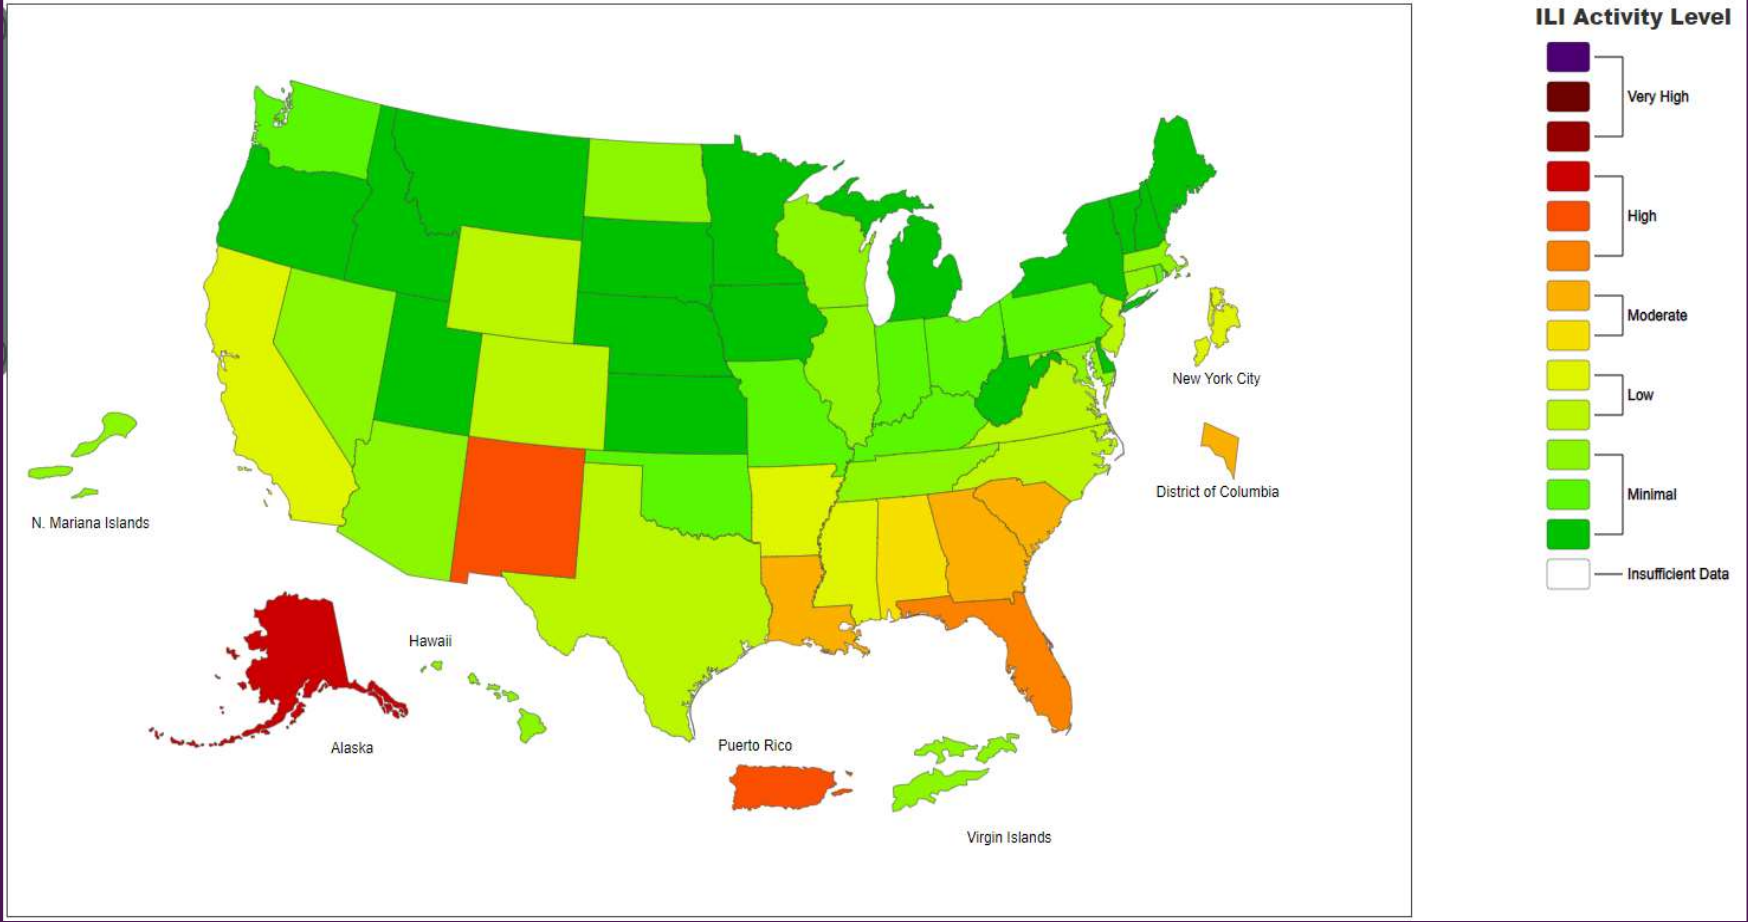 ILI Activity Level
Very High
High
Moderate
Low
Minimal
Insufficient Data
New York City
District of Columbia
N. Mariana Islands
Hawaii
Alaska
Puerto Rico
Virgin Islands